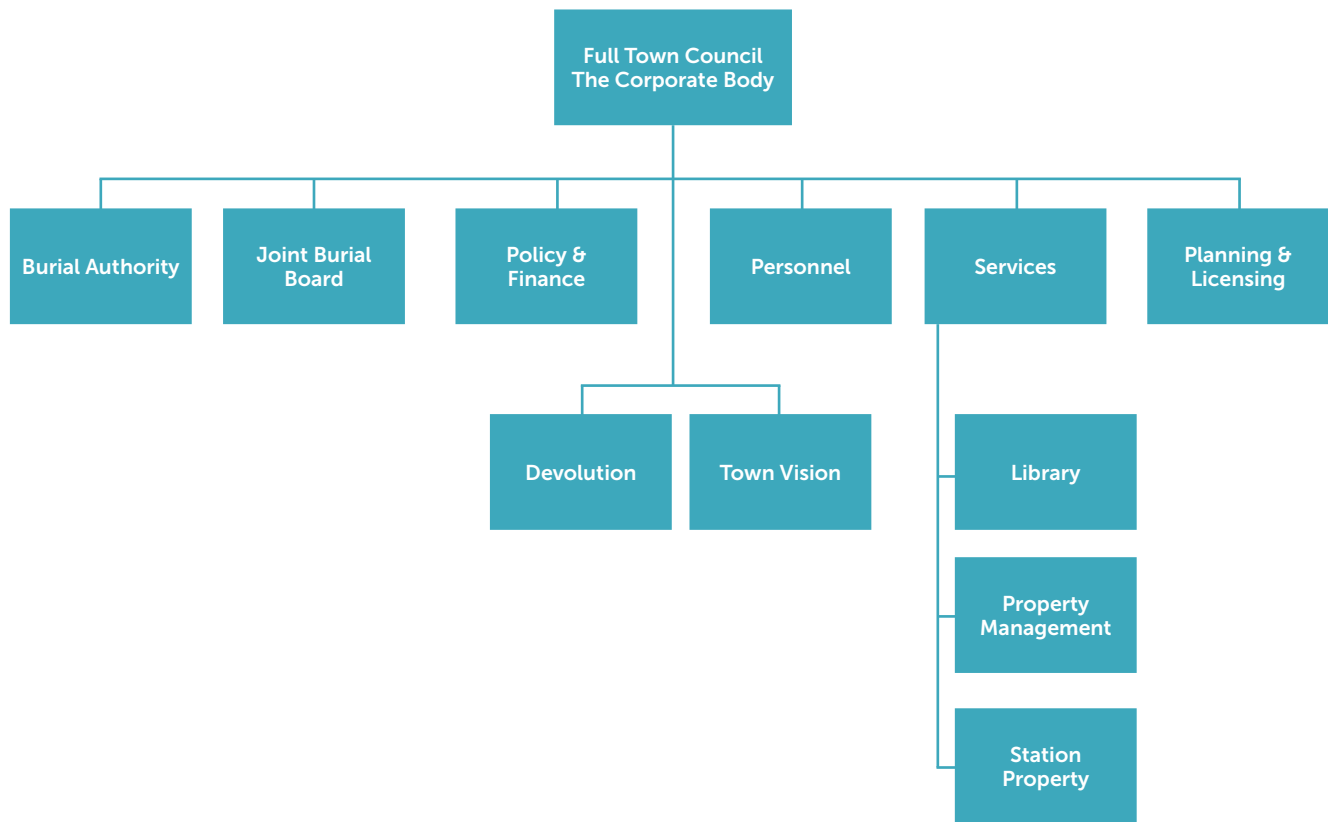 Full Town Council
The Corporate Body
Burial Authority
Joint Burial
Board
Policy &
Finance
Personnel
Services
Planning &
Licensing
Devolution
Town Vision
Library
Property
Management
Station
Property